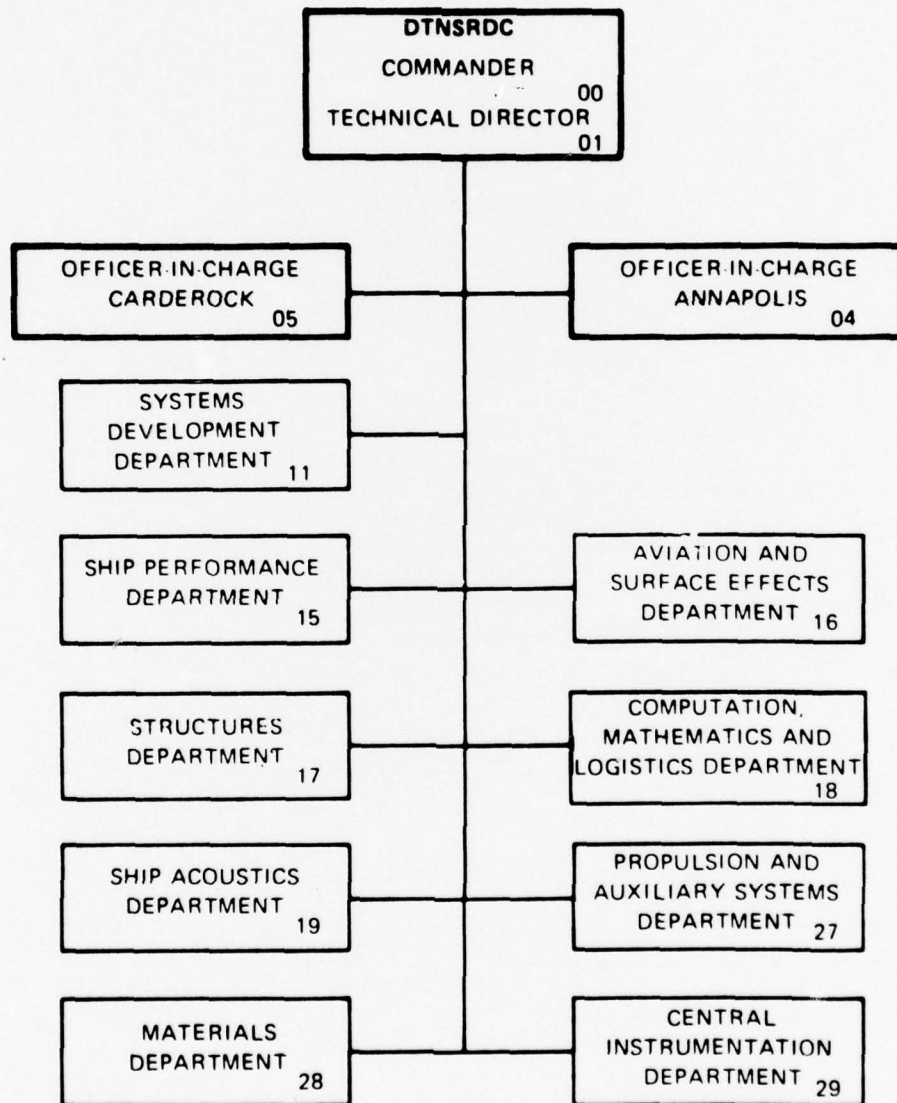 DTNSRDC
COMMANDER
00
TECHNICAL DIRECTOR
01
OFFICER-IN-CHARGE
CARDEROCK
05
OFFICER-IN-CHARGE
ANNAPOLIS
04
SYSTEMS
DEVELOPMENT
DEPARTMENT
11
SHIP PERFORMANCE
DEPARTMENT
15
AVIATION AND
SURFACE EFFECTS
DEPARTMENT
16
STRUCTURES
DEPARTMENT
17
COMPUTATION,
MATHEMATICS AND
LOGISTICS DEPARTMENT
18
SHIP ACOUSTICS
DEPARTMENT
19
PROPULSION AND
AUXILIARY SYSTEMS
DEPARTMENT
27
MATERIALS
DEPARTMENT
28
CENTRAL
INSTRUMENTATION
DEPARTMENT
29